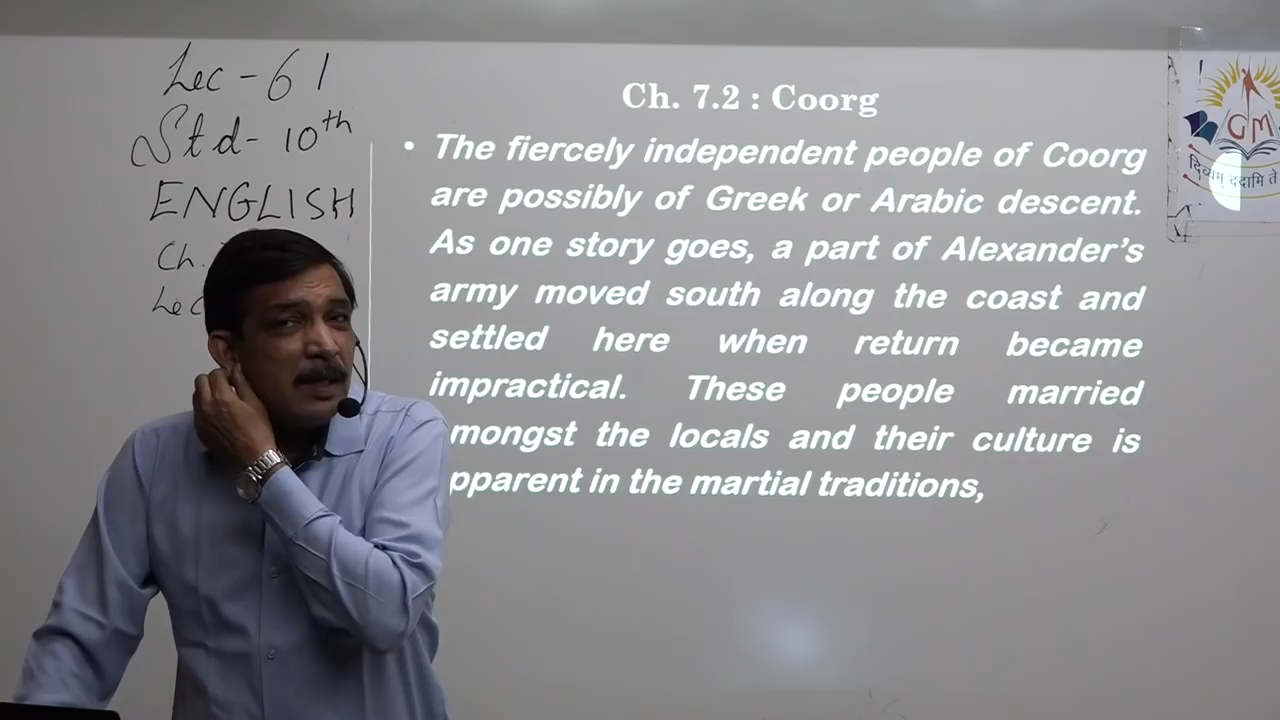 Lec - 61
Std - 10th
ENGLISH
Ch.
Lec
Ch. 7.2 : Coorg
• The fiercely independent people of Coorg
are possibly of Greek or Arabic descent.
As one story goes, a part of Alexander's
army moved south along the coast and
settled here when return became
impractical. These people married
mongst the locals and their culture is
pparent in the martial traditions,
GM
दिव्यम् ददामि ते